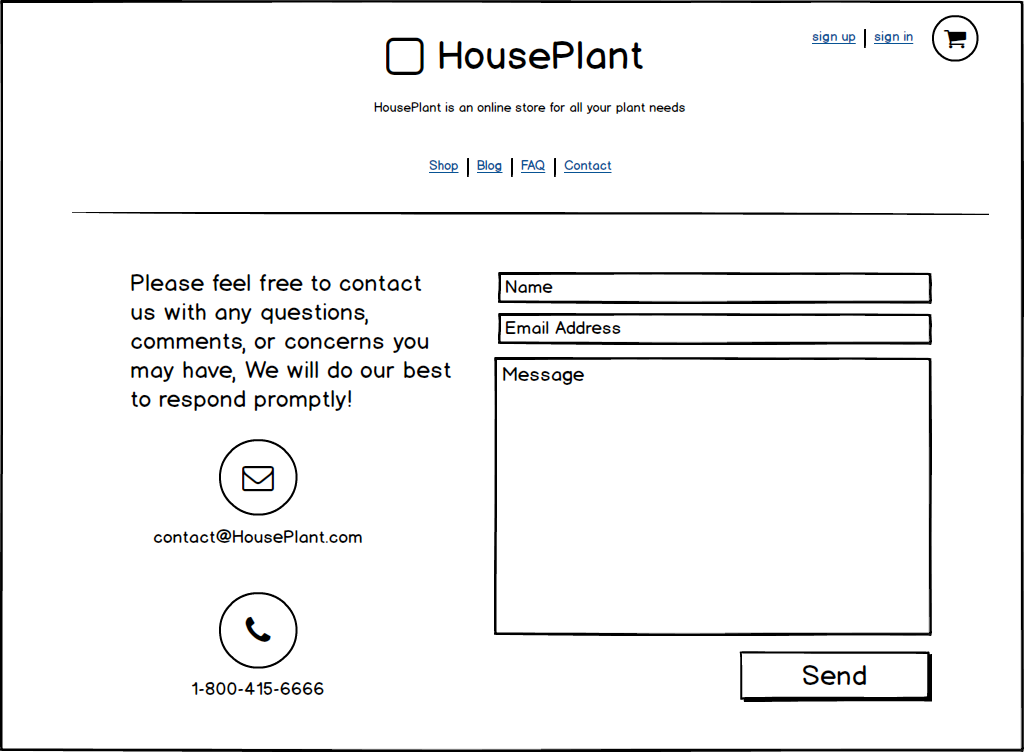 sign up | sign in
HousePlant
HousePlant is an online store for all your plant needs
Shop | Blog | FAQ | Contact
Please feel free to contact
us with any questions,
comments, or concerns you
may have, We will do our best
to respond promptly!
contact@HousePlant.com
1-800-415-6666
Name
Email Address
Message
Send